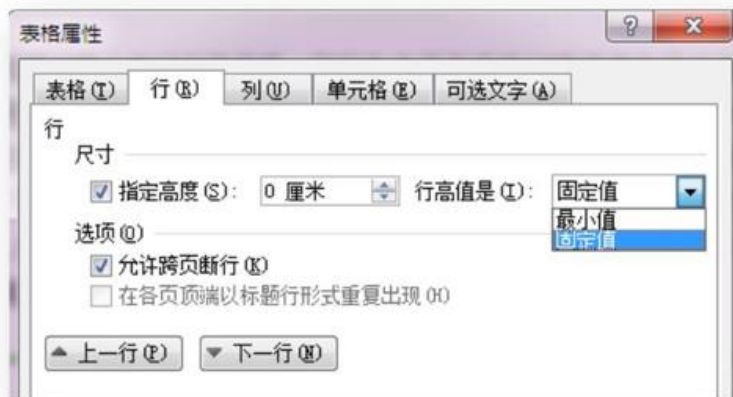 表格属性
表格(T) 行(R) 列(U) 单元格(E) 可选文字(A)
行
尺寸
指定高度(S): 0 厘米 行高值是(I): 固定值
最小值
固定值
选项(O)
允许跨页断行(K)
在各页顶端以标题行形式重复出现(H)
上一行(P) 下一行(N)